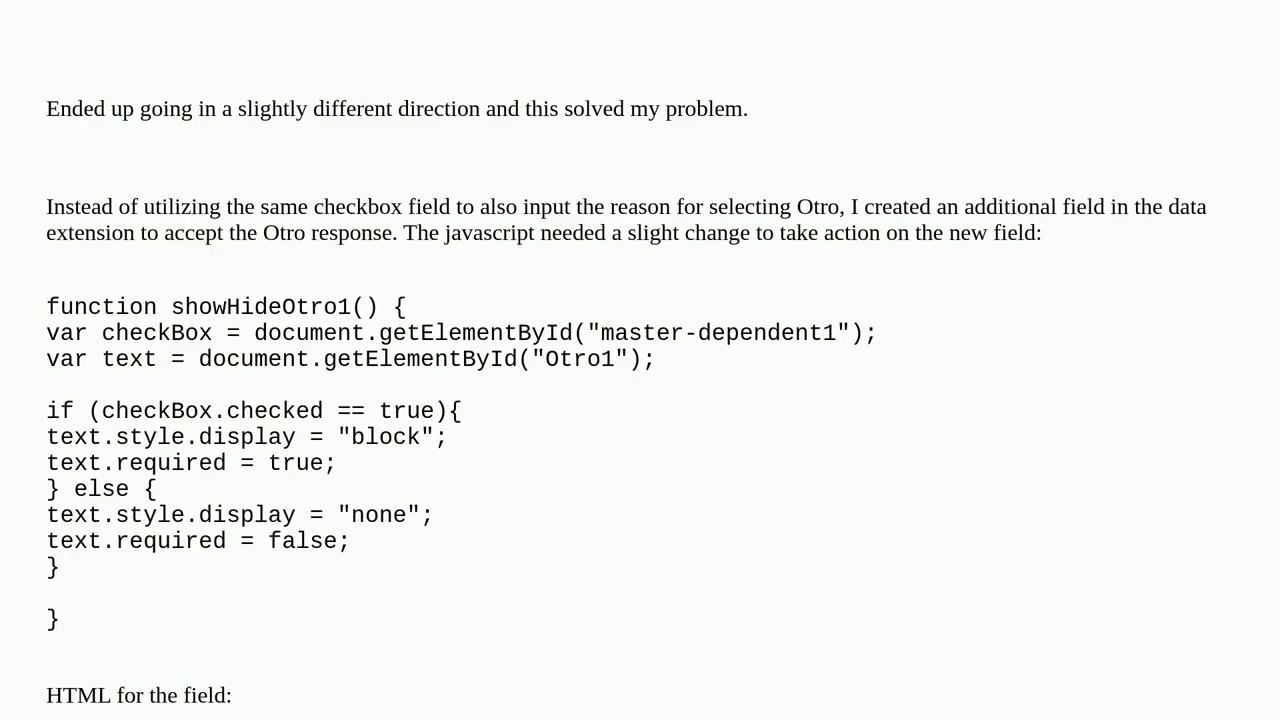 Ended up going in a slightly different direction and this solved my problem.
Instead of utilizing the same checkbox field to also input the reason for selecting Otro, I created an additional field in the data
extension to accept the Otro response. The javascript needed a slight change to take action on the new field:
function showHideOtro1() {
var checkBox = document.getElementById("master-dependent1");
var text = document.getElementById("Otro1");
if (checkBox.checked == true){
text.style.display = "block";
text.required = true;
} else {
text.style.display = "none";
text.required = false;
}
}
HTML for the field: